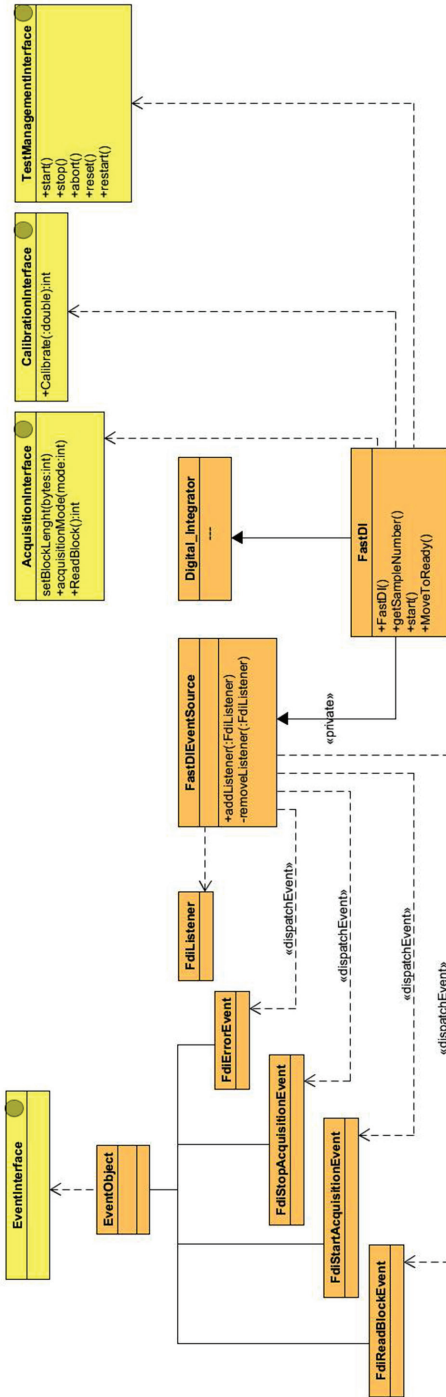 EventInterface
AcquisitionInterface
setBlockLenght(bytes:int)
+acquisitionMode(mode:int)
+ReadBlock():int
CalibrationInterface
+Calibrate(:double):int
TestManagementInterface
+start()
+stop()
+abort()
+reset()
+restart()
EventObject
FdiListener
FastDIEventSource
+addListener(:FdiListener)
-removeListener(:FdiListener)
Digital_Integrator
---
FdiErrorEvent
FdiStopAcquisitionEvent
FdiStartAcquisitionEvent
FdiReadBlockEvent
«dispatchEvent»
«dispatchEvent»
«dispatchEvent»
«dispatchEvent»
«private»
FastDI
+FastDI()
+getSampleNumber()
+start()
+MoveToReady()